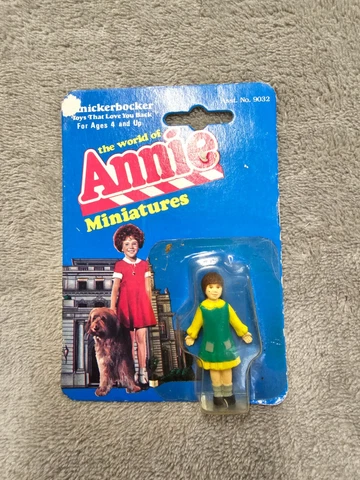 Knickerbocker
Toys That Love You Back
For Ages 4 and Up
Asst. No. 9032
the world of
Annie
Miniatures